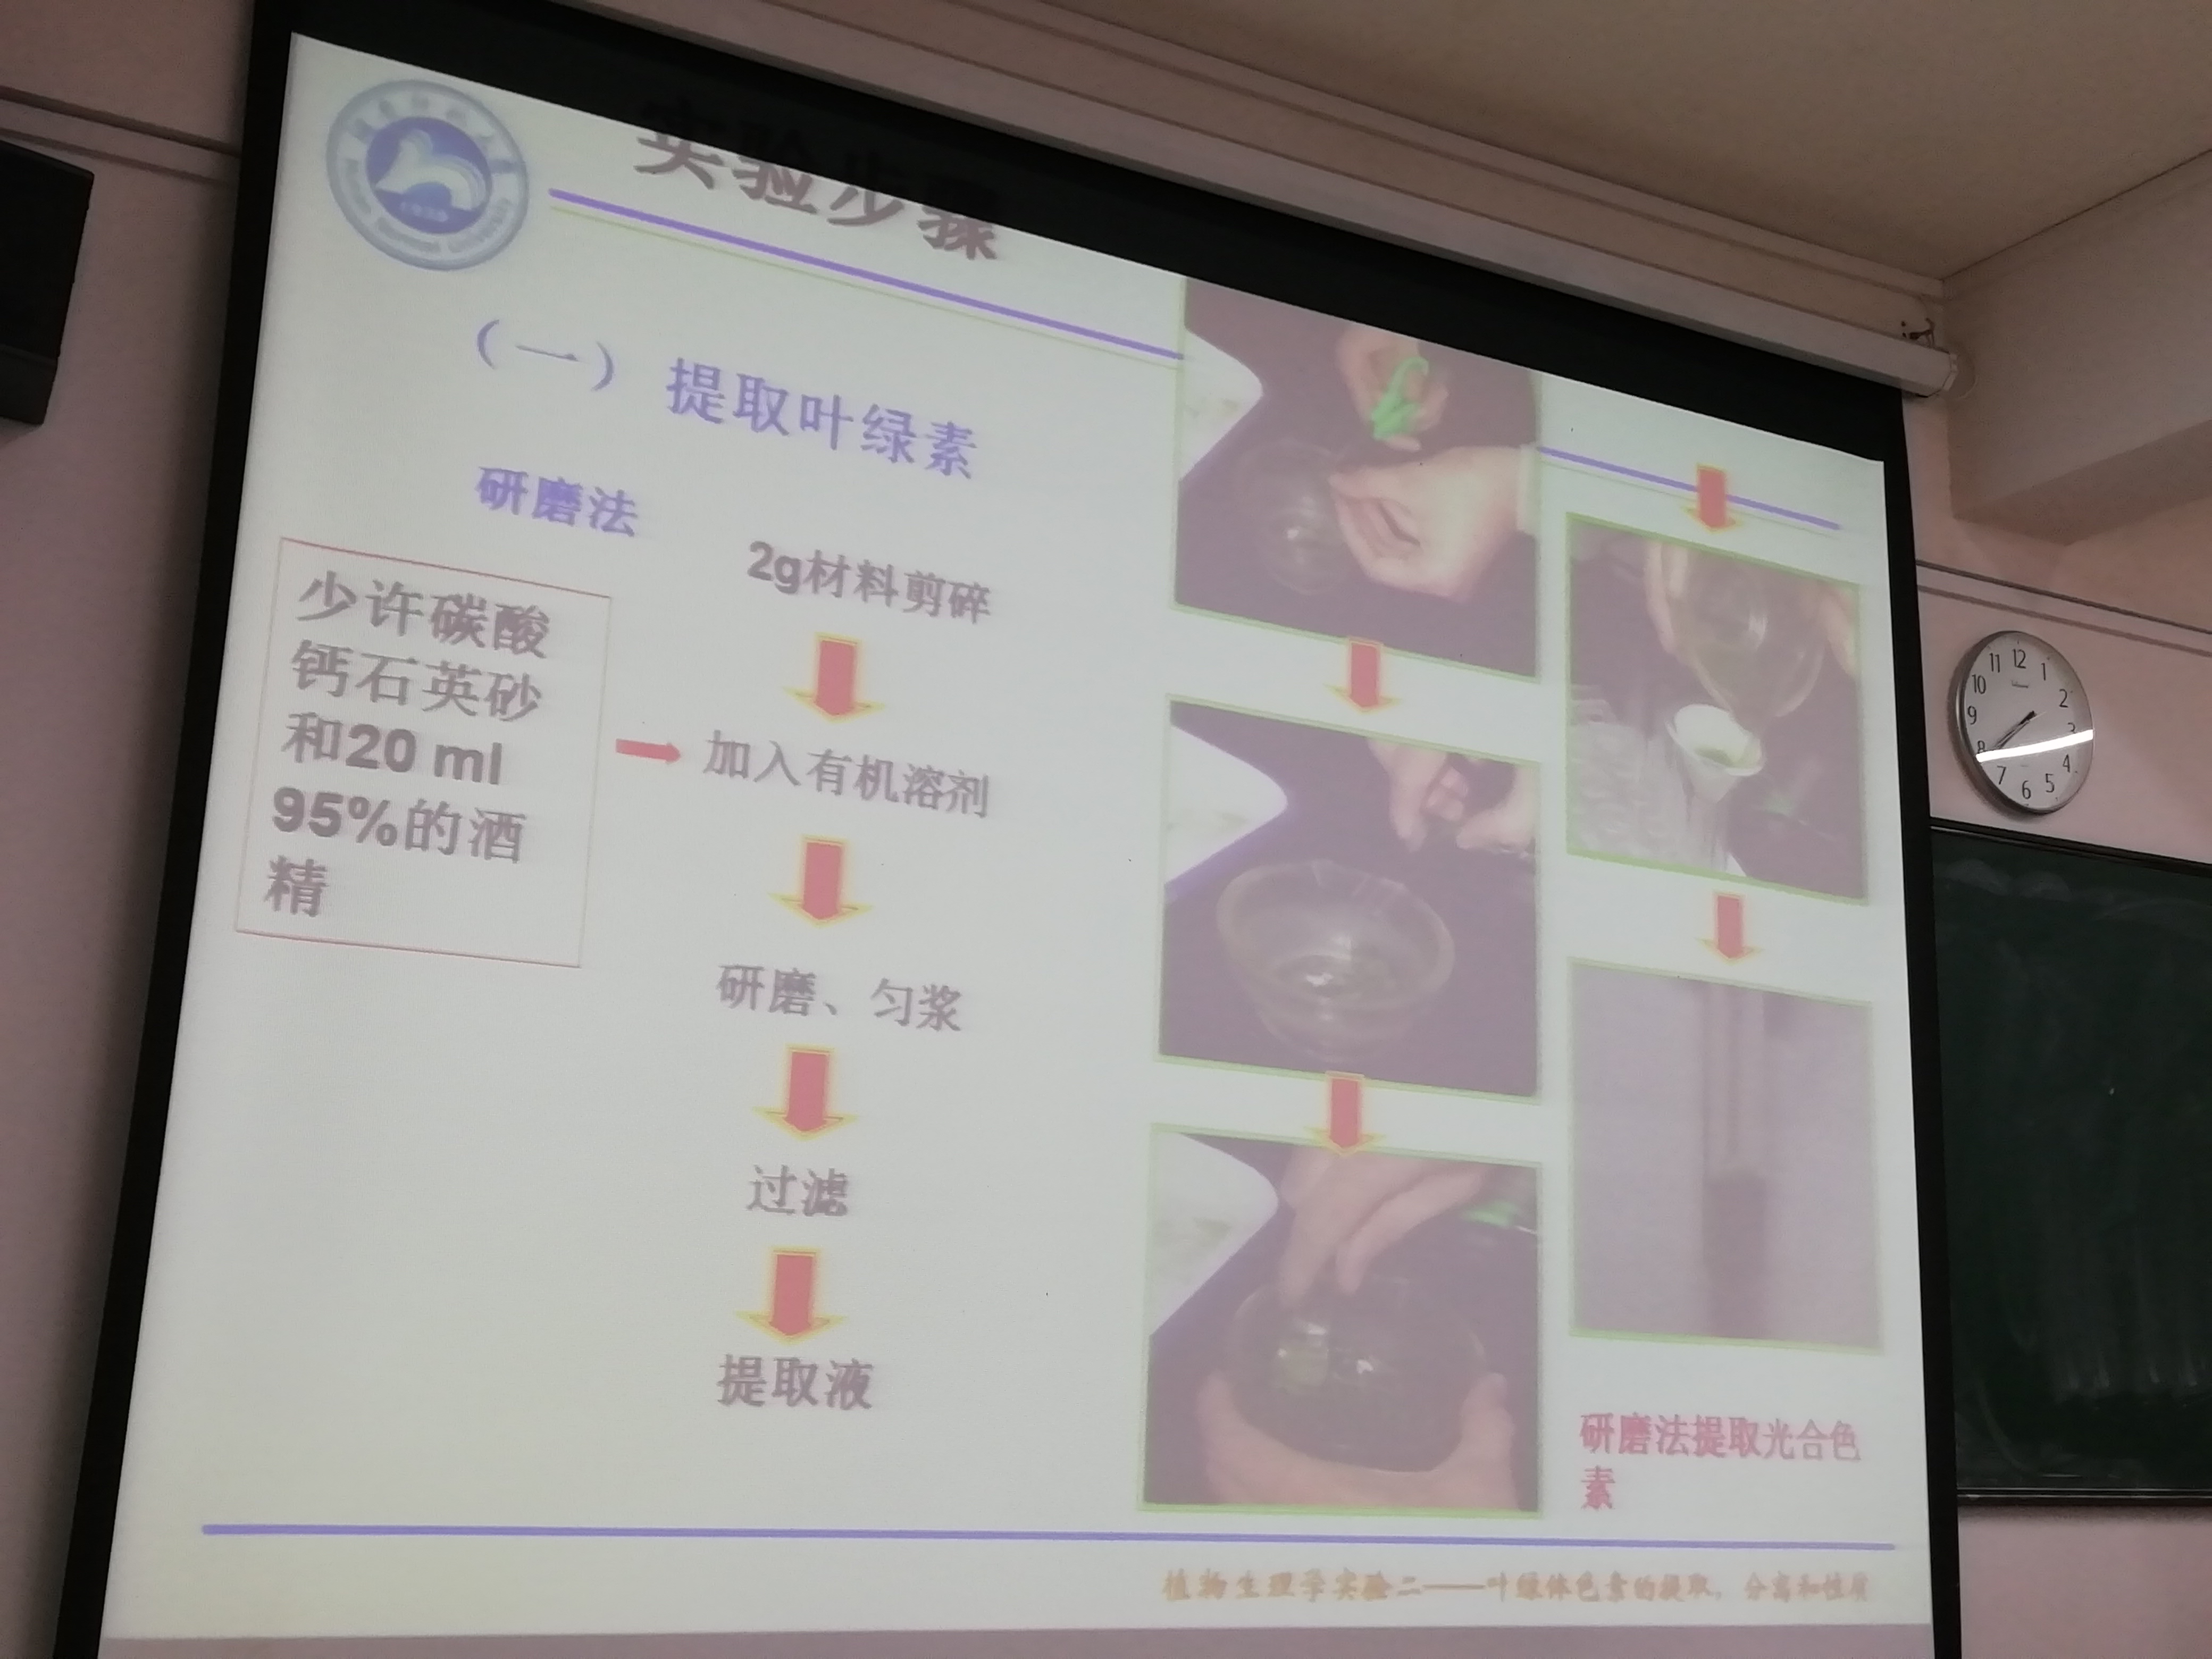 实验步骤
（一） 提取叶绿素
研磨法
少许碳酸
钙石英砂
和20 ml
95%的酒
精
2g材料剪碎
加入有机溶剂
研磨、匀浆
过滤
提取液
研磨法提取光合色
素
植物生理学实验二——叶绿体色素的提取，分离和性质
12
1
2
3
4
5
6
7
8
9
10
11